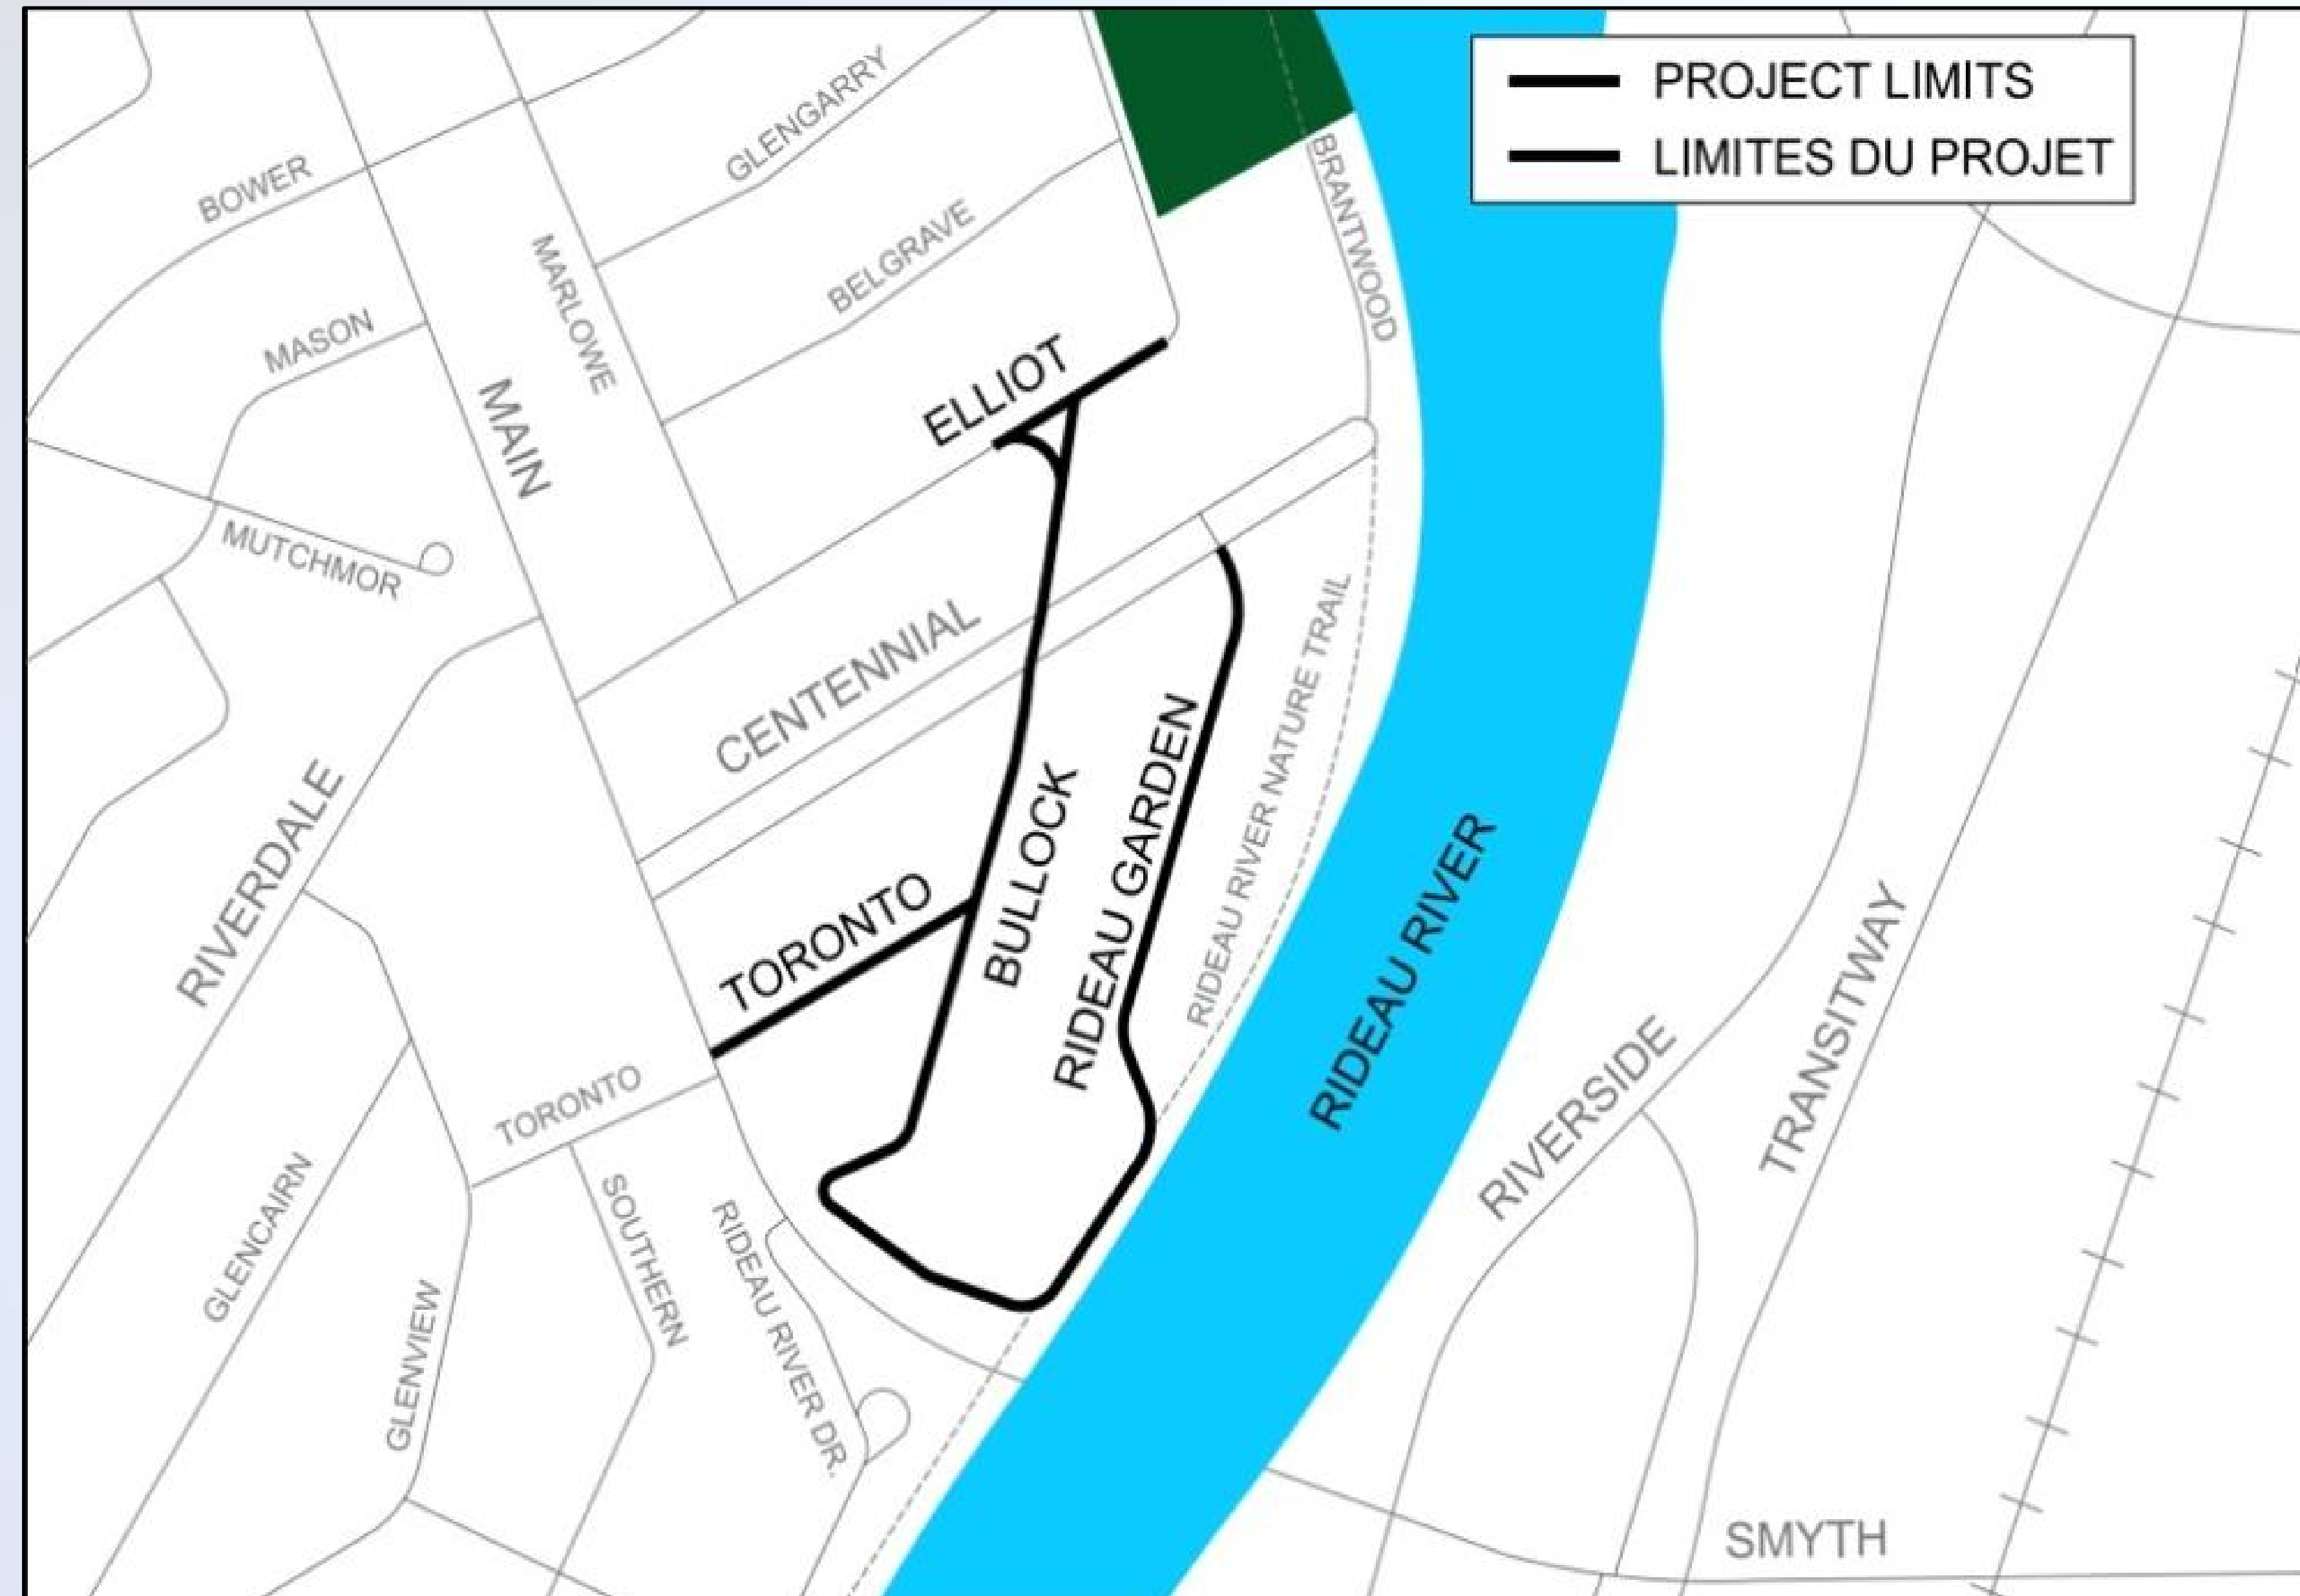 PROJECT LIMITS
LIMITES DU PROJET
GLENGARRY
BOWER
BRANTWOOD
BELGRAVE
MARLOWE
MASON
ELLIOT
MAIN
MUTCHMOR
CENTENNIAL
RIDEAU RIVER NATURE TRAIL
RIVERDALE
BULLOCK
RIDEAU GARDEN
TORONTO
RIDEAU RIVER
TRANSITWAY
RIVERSIDE
TORONTO
GLENCAIRN
SOUTHERN
RIDEAU RIVER DR.
GLENVIEW
SMYTH